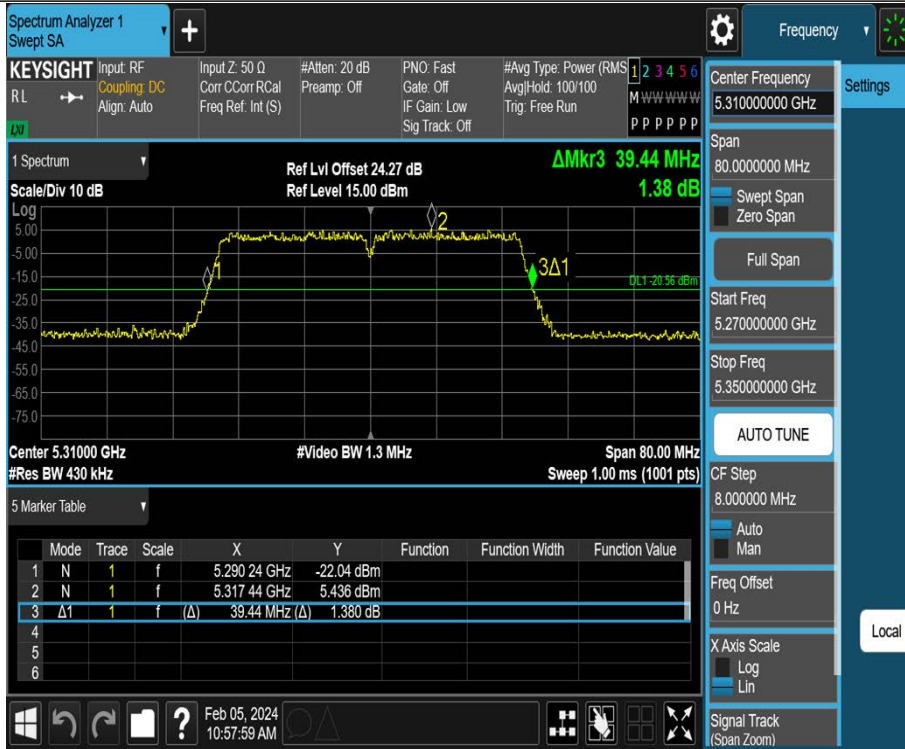 Spectrum Analyzer 1
Swept SA
+
Frequency
KEYSIGHT
RL
LXI
Input: RF
Coupling: DC
Align: Auto
Input Z: 50 Ω
Corr CCorr RCal
Freq Ref: Int (S)
#Atten: 20 dB
Preamp: Off
PNO: Fast
Gate: Off
IF Gain: Low
Sig Track: Off
#Avg Type: Power (RMS
Avg|Hold: 100/100
Trig: Free Run
1 2 3 4 5 6
M W W W W W
P P P P P P
1 Spectrum
Scale/Div 10 dB
Ref Lvl Offset 24.27 dB
Ref Level 15.00 dBm
ΔMkr3 39.44 MHz
1.38 dB
Log
5.00
-5.00
-15.0
-25.0
-35.0
-45.0
-55.0
-65.0
-75.0
1
2
3Δ1
DL1 -20.56 dBm
Center 5.31000 GHz
#Res BW 430 kHz
#Video BW 1.3 MHz
Span 80.00 MHz
Sweep 1.00 ms (1001 pts)
5 Marker Table
Mode Trace Scale X Y Function Function Width Function Value
1 N 1 f 5.290 24 GHz -22.04 dBm
2 N 1 f 5.317 44 GHz 5.436 dBm
3 Δ1 1 f (Δ) 39.44 MHz (Δ) 1.380 dB
4
5
6
?
Feb 05, 2024
10:57:59 AM
Center Frequency
5.310000000 GHz
Span
80.0000000 MHz
Swept Span
Zero Span
Full Span
Start Freq
5.270000000 GHz
Stop Freq
5.350000000 GHz
AUTO TUNE
CF Step
8.000000 MHz
Auto
Man
Freq Offset
0 Hz
X Axis Scale
Log
Lin
Signal Track
(Span Zoom)
Settings
Local